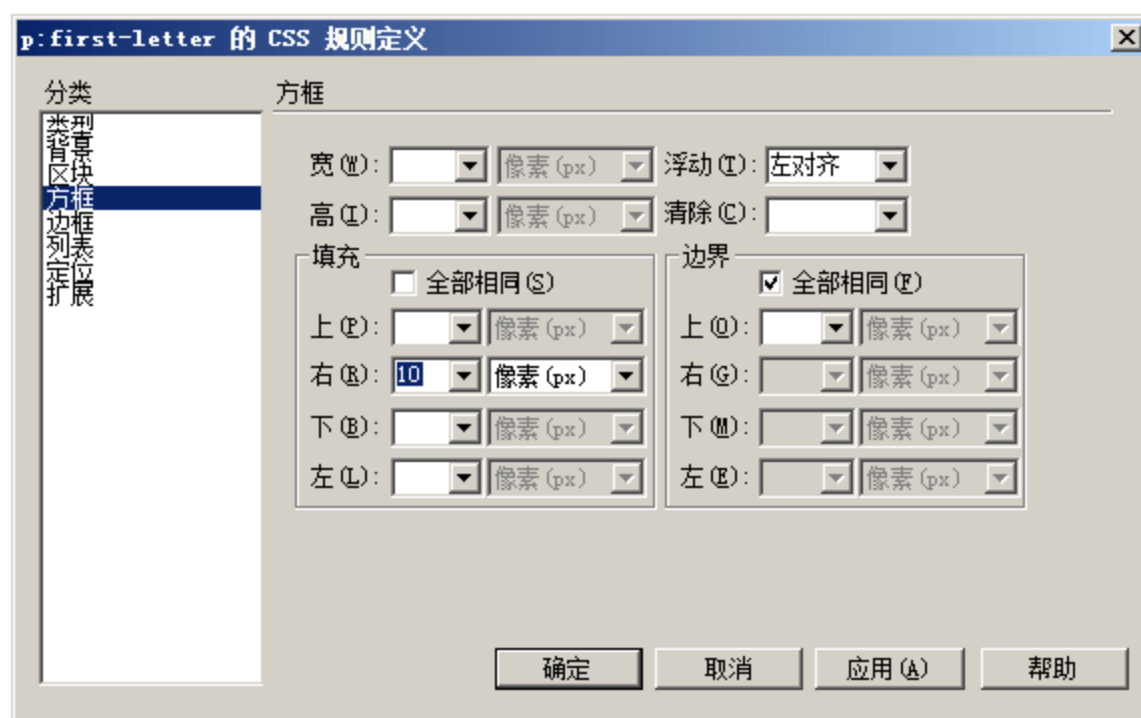 p:first-letter 的 CSS 规则定义
分类
方框
类型
背景
区块
方框
边框
列表
定位
扩展
宽(W): 像素(px) 浮动(T): 左对齐
高(I): 像素(px) 清除(C):
填充
全部相同(S)
上(P): 像素(px)
右(R): 10 像素(px)
下(B): 像素(px)
左(L): 像素(px)
边界
全部相同(F)
上(O): 像素(px)
右(G): 像素(px)
下(M): 像素(px)
左(E): 像素(px)
确定 取消 应用(A) 帮助